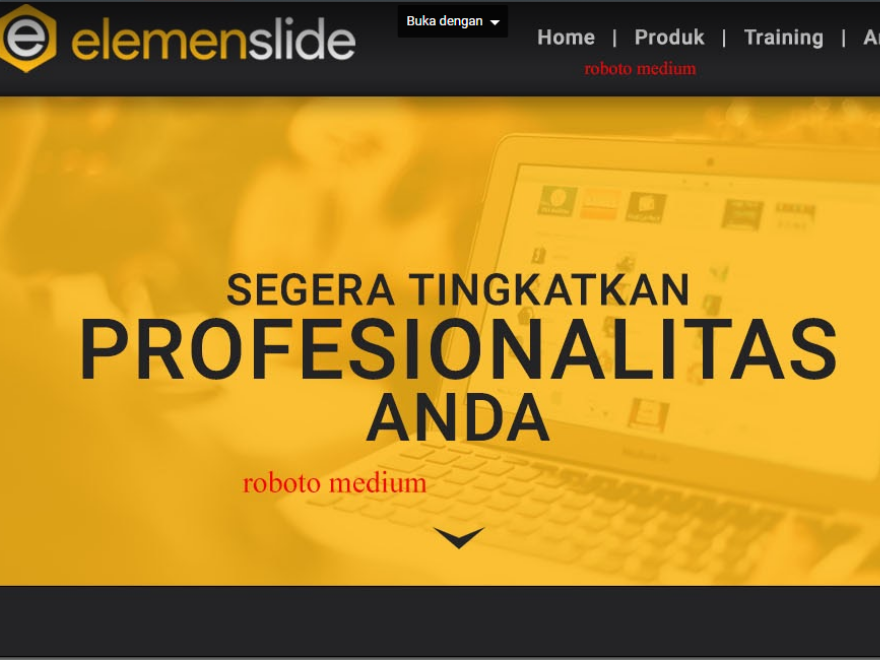 elemenslide
Buka dengan
Home | Produk | Training |
roboto medium
SEGERA TINGKATKAN
PROFESIONALITAS
ANDA
roboto medium